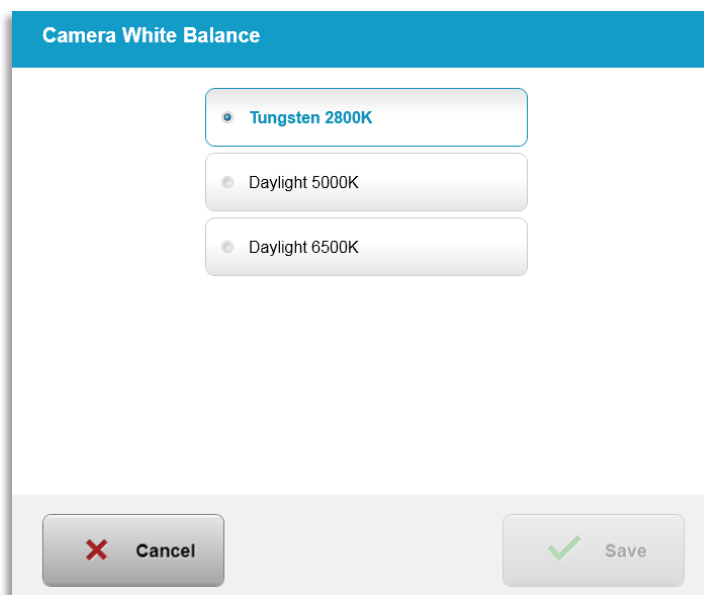 Camera White Balance
Tungsten 2800K
Daylight 5000K
Daylight 6500K
Cancel
Save